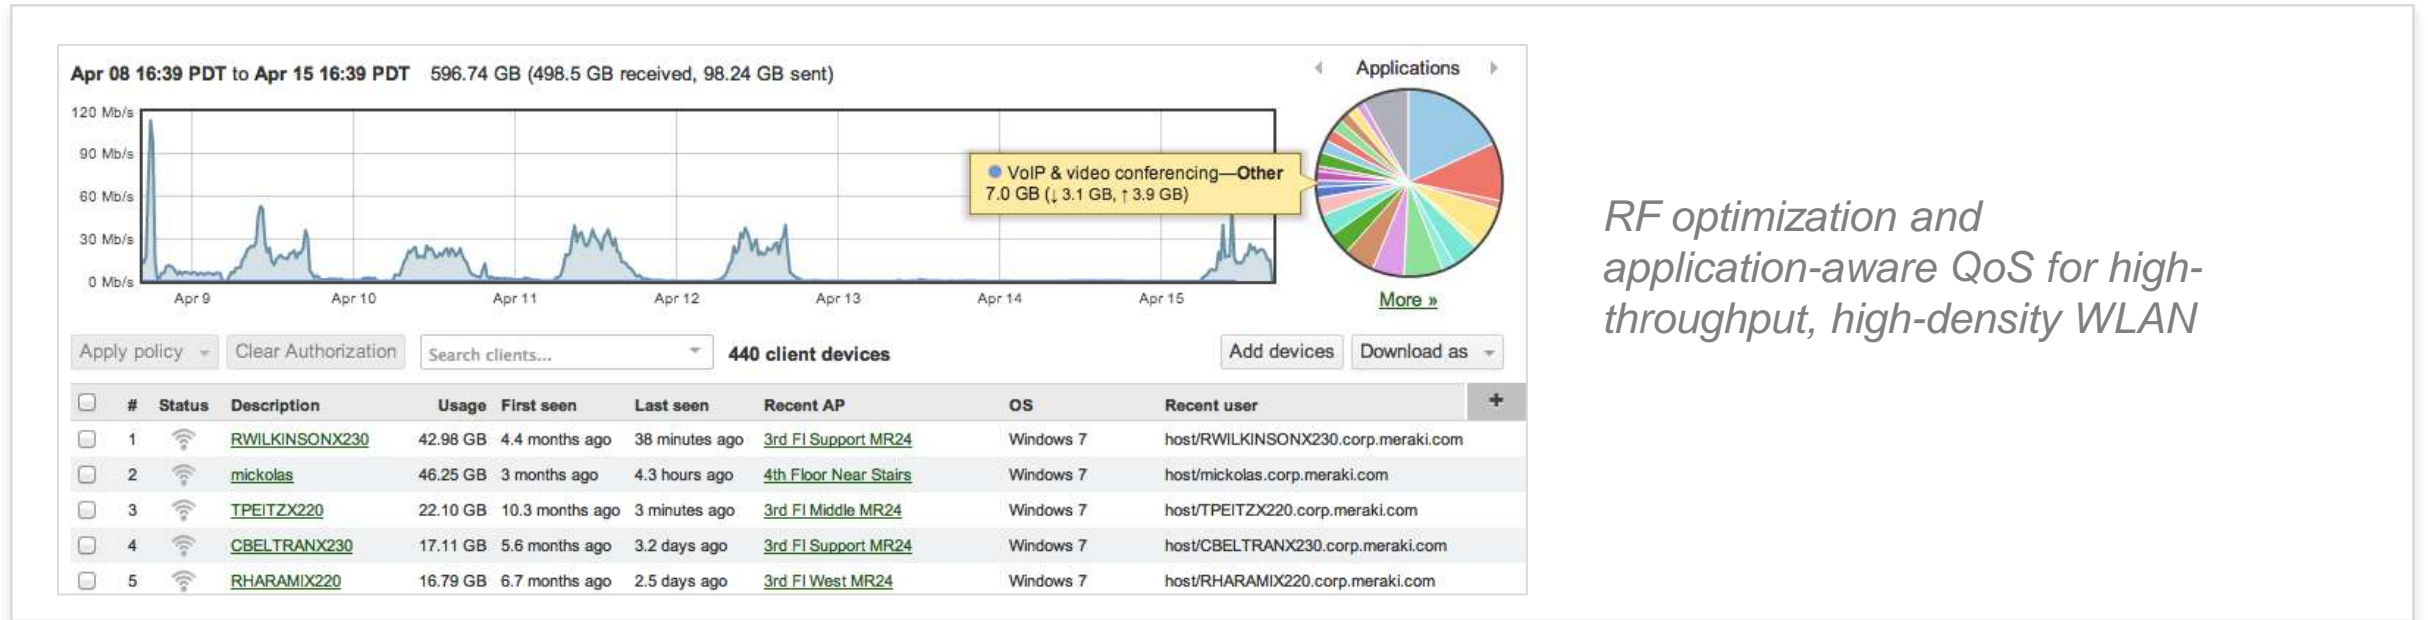 Apr 08 16:39 PDT to Apr 15 16:39 PDT 596.74 GB (498.5 GB received, 98.24 GB sent)
Applications
120 Mb/s
90 Mb/s
60 Mb/s
30 Mb/s
0 Mb/s
Apr 9 Apr 10 Apr 11 Apr 12 Apr 13 Apr 14 Apr 15
VoIP & video conferencing—Other
7.0 GB (↓ 3.1 GB, ↑ 3.9 GB)
More »
Apply policy Clear Authorization Search clients... 440 client devices Add devices Download as
# Status Description Usage First seen Last seen Recent AP OS Recent user +
1 RWILKINSONX230 42.98 GB 4.4 months ago 38 minutes ago 3rd Fl Support MR24 Windows 7 host/RWILKINSONX230.corp.meraki.com
2 mickolas 46.25 GB 3 months ago 4.3 hours ago 4th Floor Near Stairs Windows 7 host/mickolas.corp.meraki.com
3 TPEITZX220 22.10 GB 10.3 months ago 3 minutes ago 3rd Fl Middle MR24 Windows 7 host/TPEITZX220.corp.meraki.com
4 CBELTRANX230 17.11 GB 5.6 months ago 3.2 days ago 3rd Fl Support MR24 Windows 7 host/CBELTRANX230.corp.meraki.com
5 RHARAMIX220 16.79 GB 6.7 months ago 2.5 days ago 3rd Fl West MR24 Windows 7 host/RHARAMIX220.corp.meraki.com
RF optimization and
application-aware QoS for high-
throughput, high-density WLAN